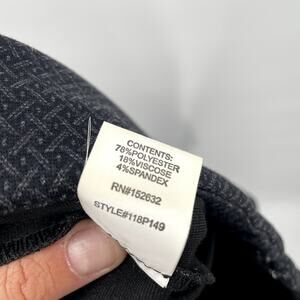 CONTENTS:
78%POLYESTER
18%VISCOSE
4%SPANDEX
RN#152632
STYLE#118P149